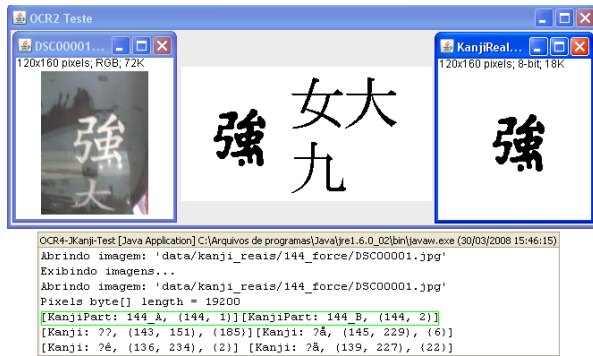 OCR2 Teste
DSC00001...
120x160 pixels; RGB; 72K
強
大
強
女大
九
KanjiReal...
120x160 pixels; 8-bit; 18K
強
OCR4-JKanji-Test [Java Application] C:\Arquivos de programas\Java\jre1.6.0_02\bin\javaw.exe (30/03/2008 15:46:15)
Abrindo imagem: 'data/kanji_reais/144_force/DSC00001.jpg'
Exibindo imagens...
Abrindo imagem: 'data/kanji_reais/144_force/DSC00001.jpg'
Pixels byte[] length = 19200
[KanjiPart: 144_A, {144, 1}][KanjiPart: 144_B, {144, 2}]
[Kanji: ??, {143, 151}, {185}][Kanji: ?å, {145, 229}, {6}]
[Kanji: ?ê, {136, 234}, {2}] [Kanji: ?ã, {139, 227}, {22}]